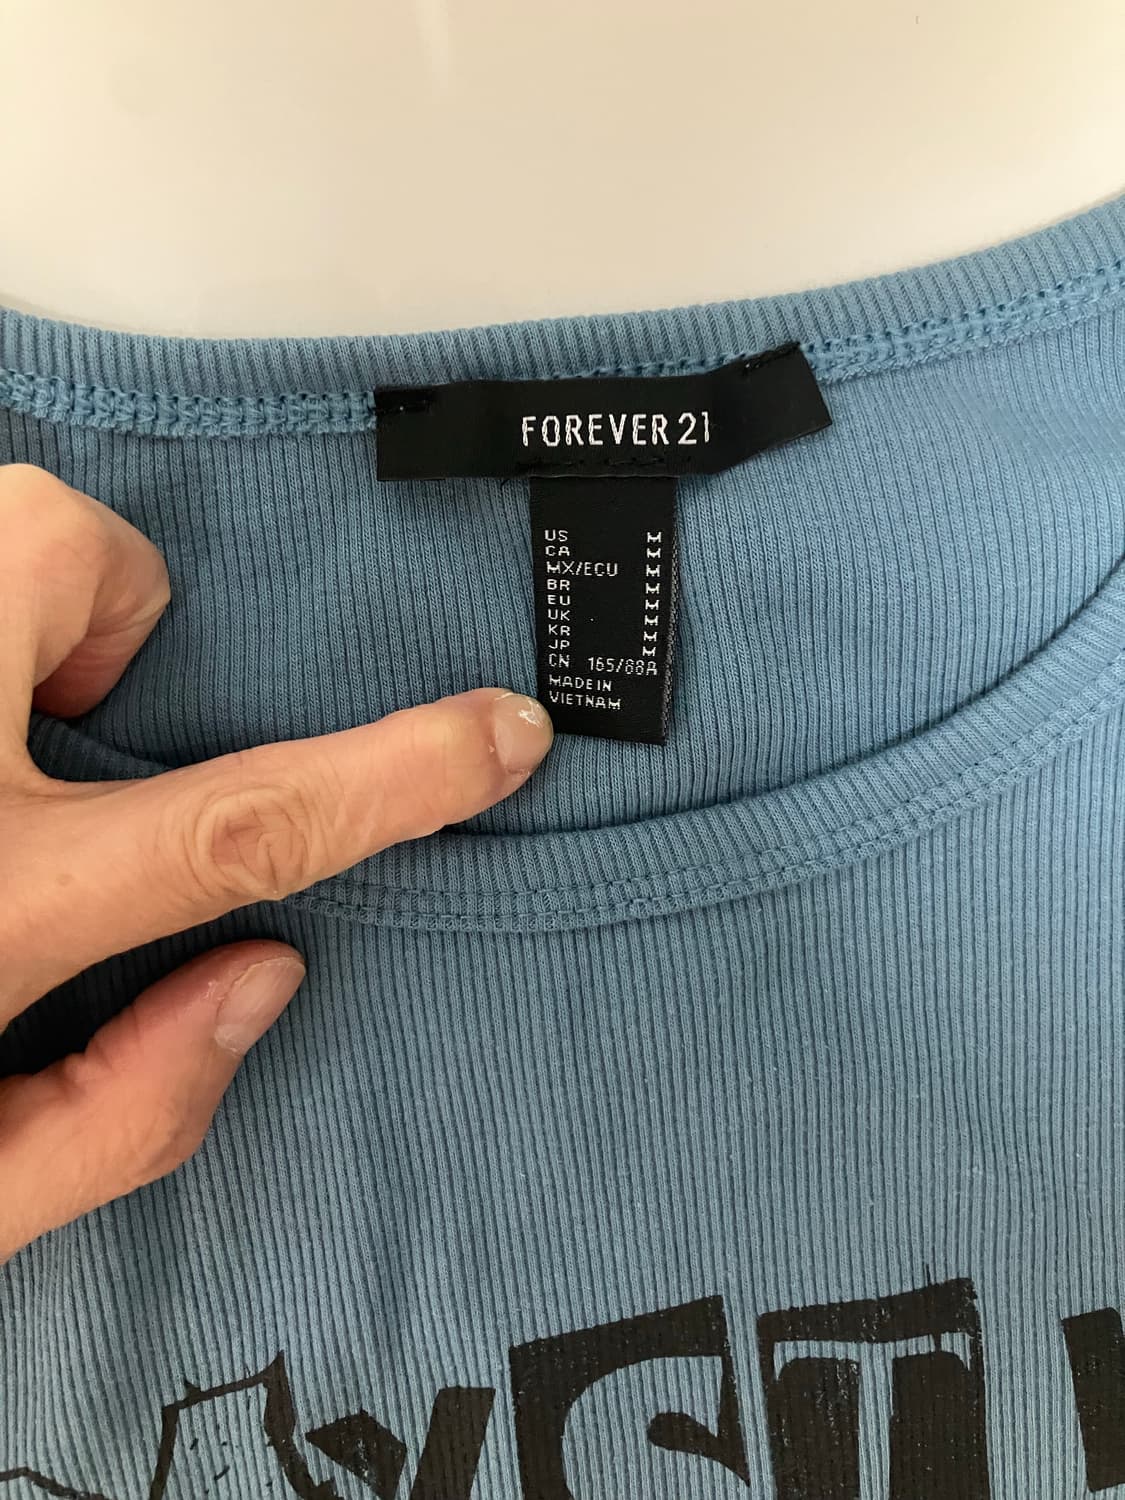 FOREVER 21
US M
CA M
MX/ECU M
BR M
EU M
UK M
KR M
JP M
CN 165/88A
MADE IN
VIETNAM